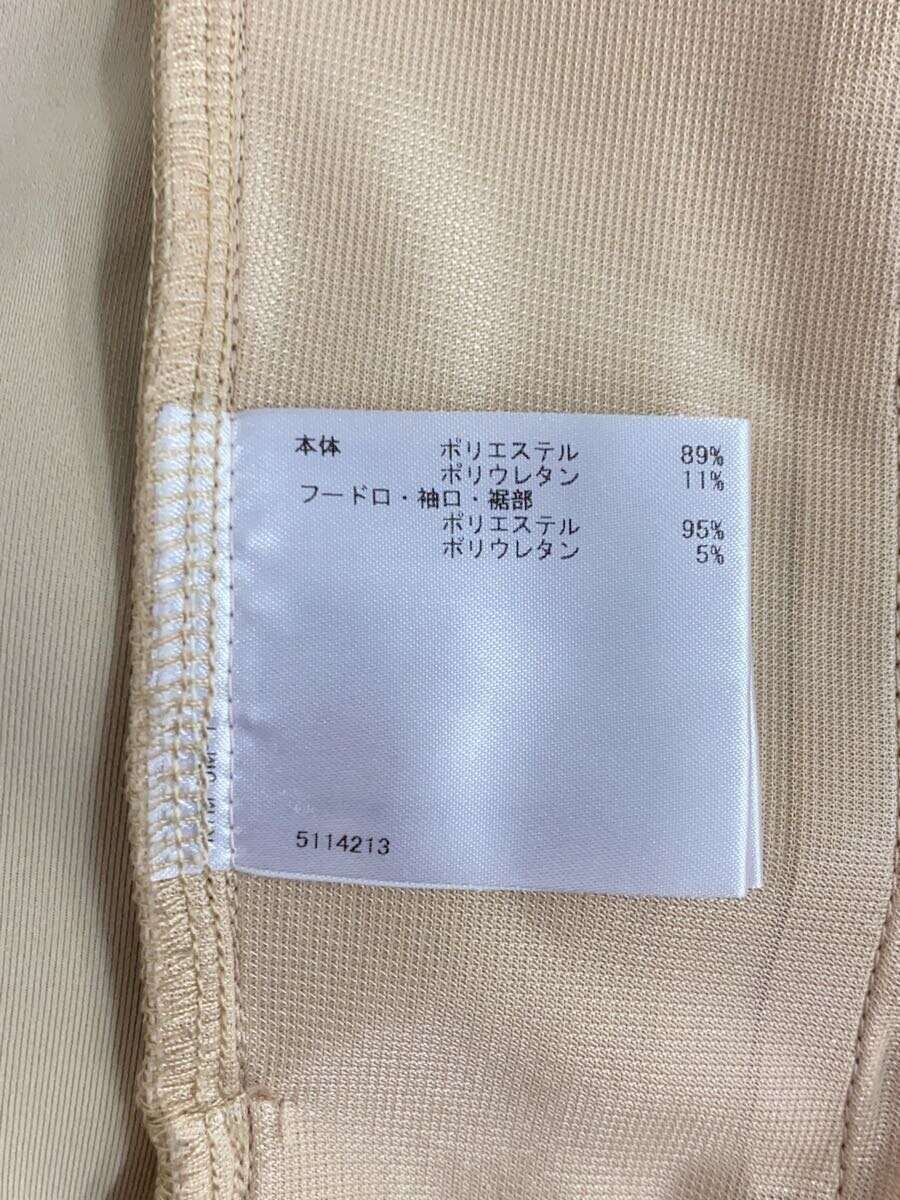 本体 ポリエステル 89%
ポリウレタン 11%
フード口・袖口・裾部
ポリエステル 95%
ポリウレタン 5%
5114213